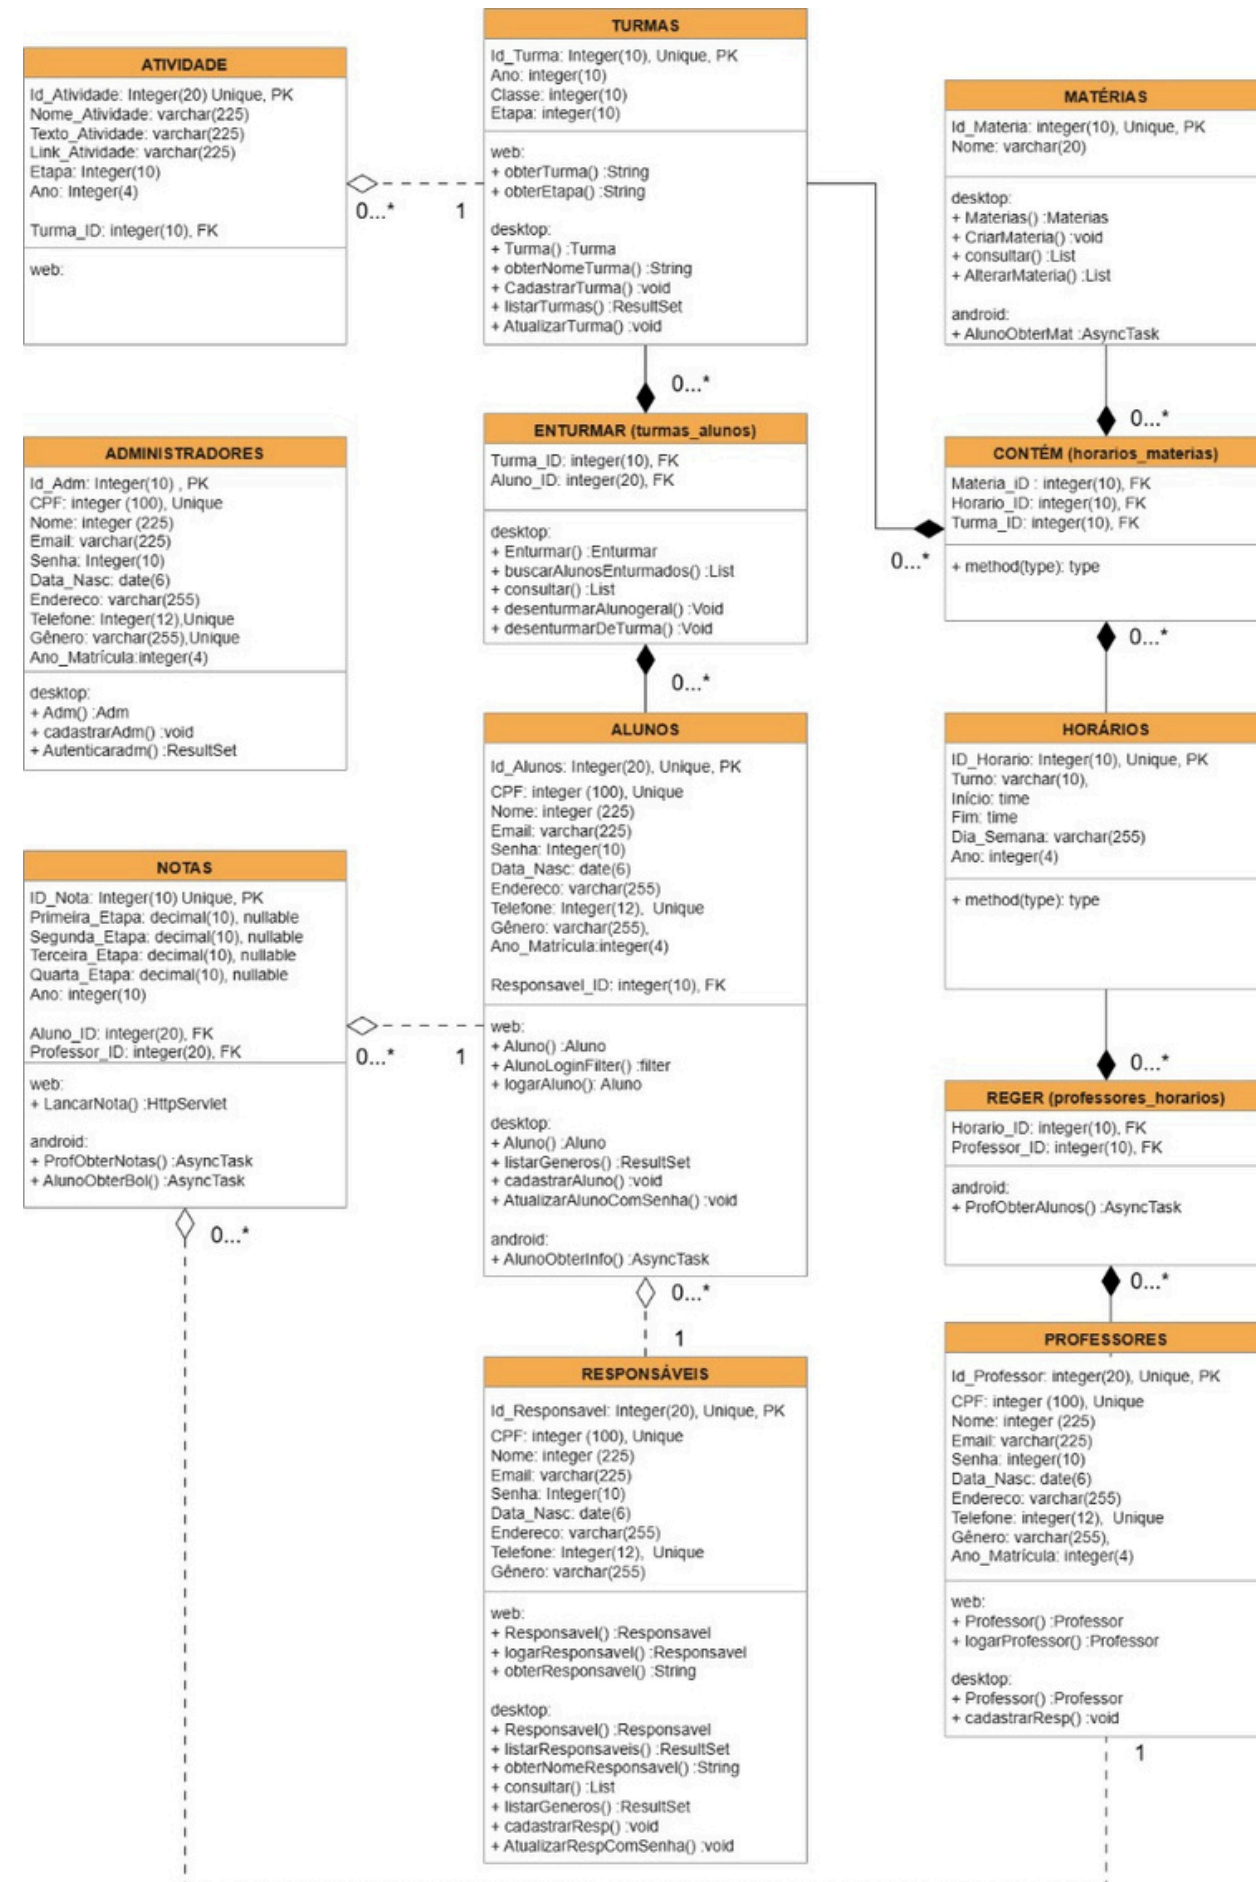 TURMAS
Id_Turma: Integer(10), Unique, PK
Ano: integer(10)
Classe: integer(10)
Etapa: integer(10)
web:
+ obterTurma() :String
+ obterEtapa() :String
desktop:
+ Turma() :Turma
+ obterNomeTurma() :String
+ CadastrarTurma() :void
+ listarTurmas() :ResultSet
+ AtualizarTurma() :void
ATIVIDADE
Id_Atividade: Integer(20) Unique, PK
Nome_Atividade: varchar(225)
Texto_Atividade: varchar(225)
Link_Atividade: varchar(225)
Etapa: Integer(10)
Ano: Integer(4)
Turma_ID: integer(10), FK
web:
0...*
1
MATÉRIAS
Id_Materia: integer(10), Unique, PK
Nome: varchar(20)
desktop:
+ Materias() :Materias
+ CriarMateria() :void
+ consultar() :List
+ AlterarMateria() :List
android:
+ AlunoObterMat :AsyncTask
0...*
0...*
ENTURMAR (turmas_alunos)
Turma_ID: integer(10), FK
Aluno_ID: integer(20), FK
desktop:
+ Enturmar() :Enturmar
+ buscarAlunosEnturmados() :List
+ consultar() :List
+ desenturmarAlunogeral() :Void
+ desenturmarDeTurma() :Void
0...*
CONTÉM (horarios_materias)
Materia_iD : integer(10), FK
Horario_ID: integer(10), FK
Turma_ID: integer(10), FK
+ method(type): type
0...*
0...*
ADMINISTRADORES
Id_Adm: Integer(10) , PK
CPF: integer (100), Unique
Nome: integer (225)
Email: varchar(225)
Senha: Integer(10)
Data_Nasc: date(6)
Endereco: varchar(255)
Telefone: Integer(12),Unique
Gênero: varchar(255),Unique
Ano_Matrícula:integer(4)
desktop:
+ Adm() :Adm
+ cadastrarAdm() :void
+ Autenticaradm() :ResultSet
ALUNOS
Id_Alunos: Integer(20), Unique, PK
CPF: integer (100), Unique
Nome: integer (225)
Email: varchar(225)
Senha: Integer(10)
Data_Nasc: date(6)
Endereco: varchar(255)
Telefone: Integer(12), Unique
Gênero: varchar(255),
Ano_Matrícula:integer(4)
Responsavel_ID: integer(10), FK
web:
+ Aluno() :Aluno
+ AlunoLoginFilter() :filter
+ logarAluno(): Aluno
desktop:
+ Aluno() :Aluno
+ listarGeneros() :ResultSet
+ cadastrarAluno() :void
+ AtualizarAlunoComSenha() :void
android:
+ AlunoObterInfo() :AsyncTask
HORÁRIOS
ID_Horario: Integer(10), Unique, PK
Turno: varchar(10),
Início: time
Fim: time
Dia_Semana: varchar(255)
Ano: integer(4)
+ method(type): type
0...*
NOTAS
ID_Nota: Integer(10) Unique, PK
Primeira_Etapa: decimal(10), nullable
Segunda_Etapa: decimal(10), nullable
Terceira_Etapa: decimal(10), nullable
Quarta_Etapa: decimal(10), nullable
Ano: integer(10)
Aluno_ID: integer(20), FK
Professor_ID: integer(20), FK
web:
+ LancarNota() :HttpServlet
android:
+ ProfObterNotas() :AsyncTask
+ AlunoObterBol() :AsyncTask
0...*
1
0...*
REGER (professores_horarios)
Horario_ID: integer(10), FK
Professor_ID: integer(10), FK
android:
+ ProfObterAlunos() :AsyncTask
0...*
0...*
1
RESPONSÁVEIS
Id_Responsavel: Integer(20), Unique, PK
CPF: integer (100), Unique
Nome: integer (225)
Email: varchar(225)
Senha: Integer(10)
Data_Nasc: date(6)
Endereco: varchar(255)
Telefone: Integer(12), Unique
Gênero: varchar(255)
web:
+ Responsavel() :Responsavel
+ logarResponsavel() :Responsavel
+ obterResponsavel() :String
desktop:
+ Responsavel() :Responsavel
+ listarResponsaveis() :ResultSet
+ obterNomeResponsavel() :String
+ consultar() :List
+ listarGeneros() :ResultSet
+ cadastrarResp() :void
+ AtualizarRespComSenha() :void
PROFESSORES
Id_Professor: integer(20), Unique, PK
CPF: integer (100), Unique
Nome: integer (225)
Email: varchar(225)
Senha: integer(10)
Data_Nasc: date(6)
Endereco: varchar(255)
Telefone: integer(12), Unique
Gênero: varchar(255),
Ano_Matrícula: integer(4)
web:
+ Professor() :Professor
+ logarProfessor() :Professor
desktop:
+ Professor() :Professor
+ cadastrarResp() :void
1